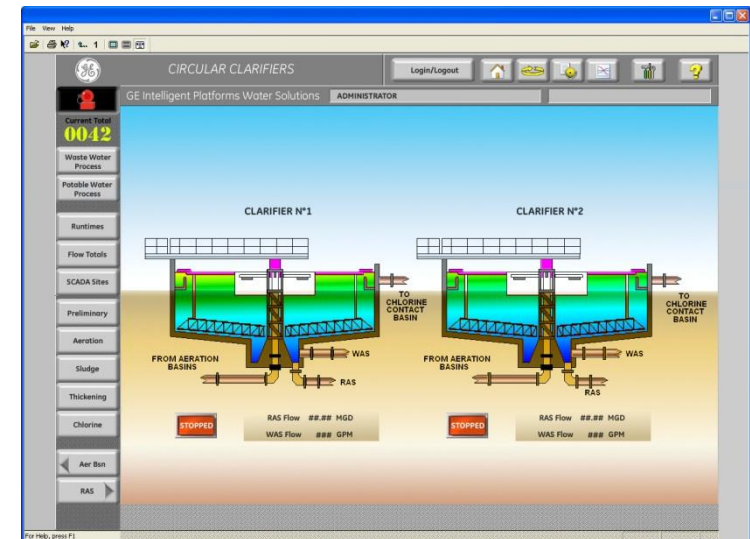 File View Help
1
CIRCULAR CLARIFIERS
Login/Logout
GE Intelligent Platforms Water Solutions
ADMINISTRATOR
Current Total
0042
Waste Water
Process
Potable Water
Process
Runtimes
Flow Totals
SCADA Sites
Preliminary
Aeration
Sludge
Thickening
Chlorine
Aer Bsn
RAS
CLARIFIER N°1
TO
CHLORINE
CONTACT
BASIN
FROM AERATION
BASINS
WAS
RAS
STOPPED
RAS Flow ##.## MGD
WAS Flow ### GPM
CLARIFIER N°2
TO
CHLORINE
CONTACT
BASIN
FROM AERATION
BASINS
WAS
RAS
STOPPED
RAS Flow ##.## MGD
WAS Flow ### GPM
For Help, press F1